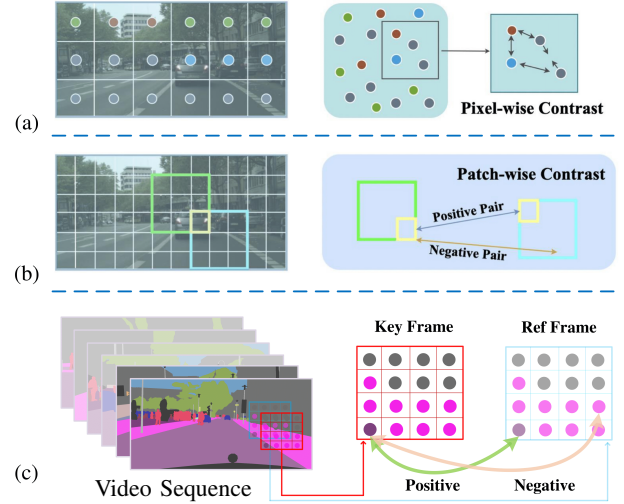 (a)
Pixel-wise Contrast
(b)
Patch-wise Contrast
Positive Pair
Negative Pair
(c)
Video Sequence
Key Frame
Ref Frame
Positive
Negative